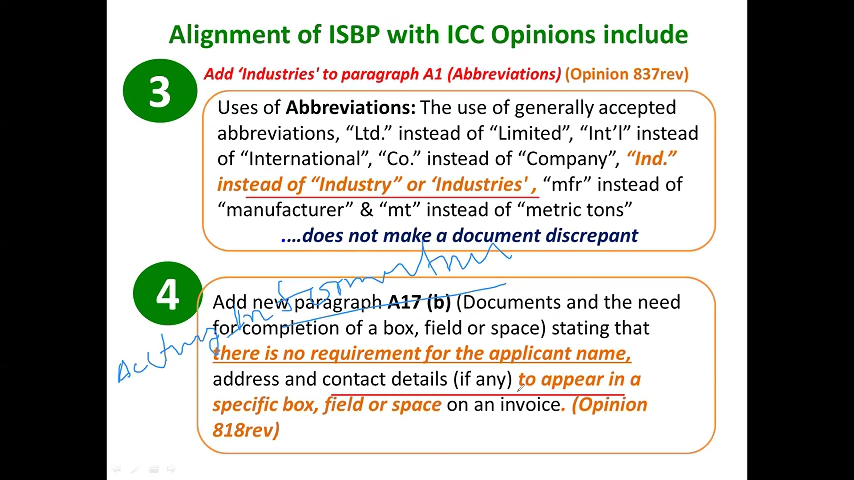 Alignment of ISBP with ICC Opinions include
3
Add ‘Industries' to paragraph A1 (Abbreviations) (Opinion 837rev)
Uses of Abbreviations: The use of generally accepted
abbreviations, “Ltd.” instead of “Limited”, “Int’l” instead
of “International”, “Co.” instead of “Company”, “Ind.”
instead of “Industry” or ‘Industries', “mfr” instead of
“manufacturer” & “mt” instead of “metric tons”
....does not make a document discrepant
4
Add new paragraph A17 (b) (Documents and the need
for completion of a box, field or space) stating that
there is no requirement for the applicant name,
address and contact details (if any) to appear in a
specific box, field or space on an invoice. (Opinion
818rev)